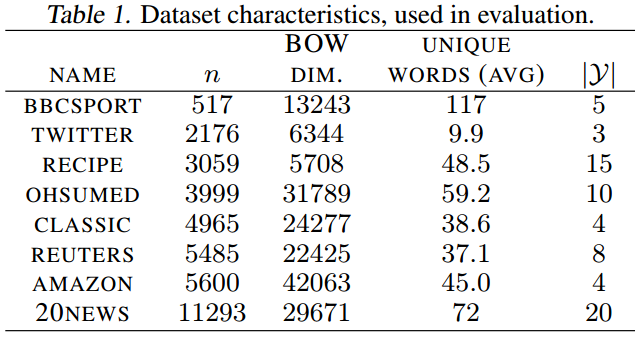 Table 1. Dataset characteristics, used in evaluation.
BOW UNIQUE
NAME n DIM. WORDS (AVG) |𝒴|
BBCSPORT 517 13243 117 5
TWITTER 2176 6344 9.9 3
RECIPE 3059 5708 48.5 15
OHSUMED 3999 31789 59.2 10
CLASSIC 4965 24277 38.6 4
REUTERS 5485 22425 37.1 8
AMAZON 5600 42063 45.0 4
20NEWS 11293 29671 72 20